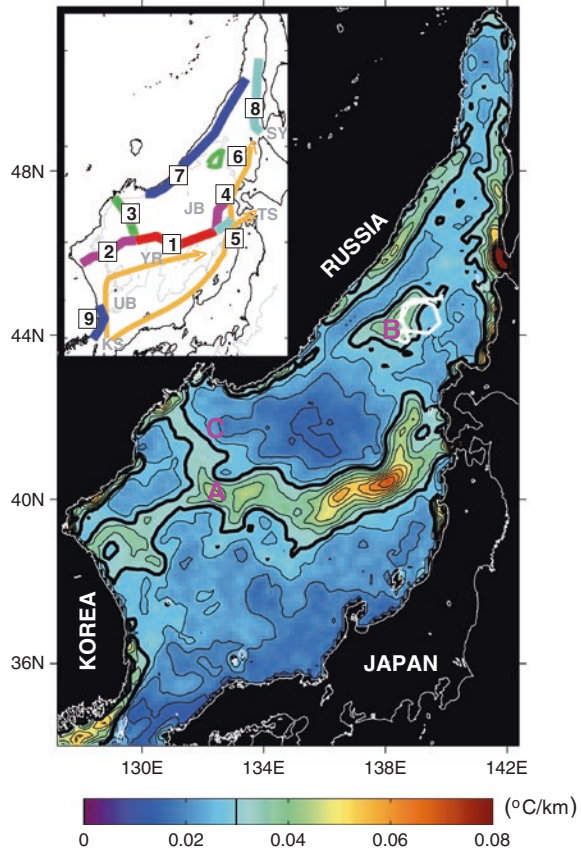 8
SY
6
7
4
3
JB
TS
2
1
5
YR
UB
9
KS
48N
RUSSIA
44N
B
C
A
40N
KOREA
36N
JAPAN
130E
134E
138E
142E
(°C/km)
0
0.02
0.04
0.06
0.08